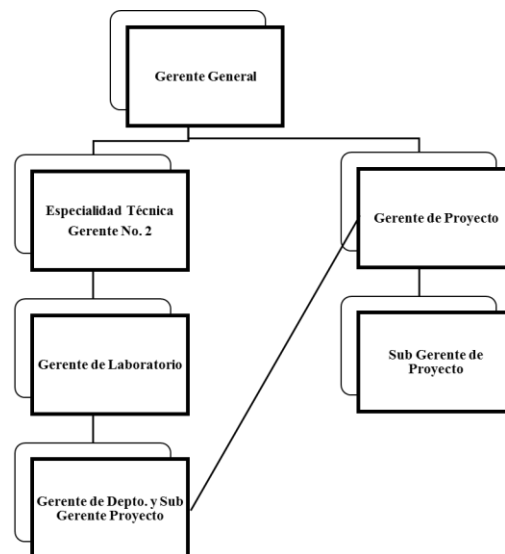 Gerente General
Especialidad Técnica
Gerente No. 2
Gerente de Proyecto
Gerente de Laboratorio
Sub Gerente de
Proyecto
Gerente de Depto. y Sub
Gerente Proyecto